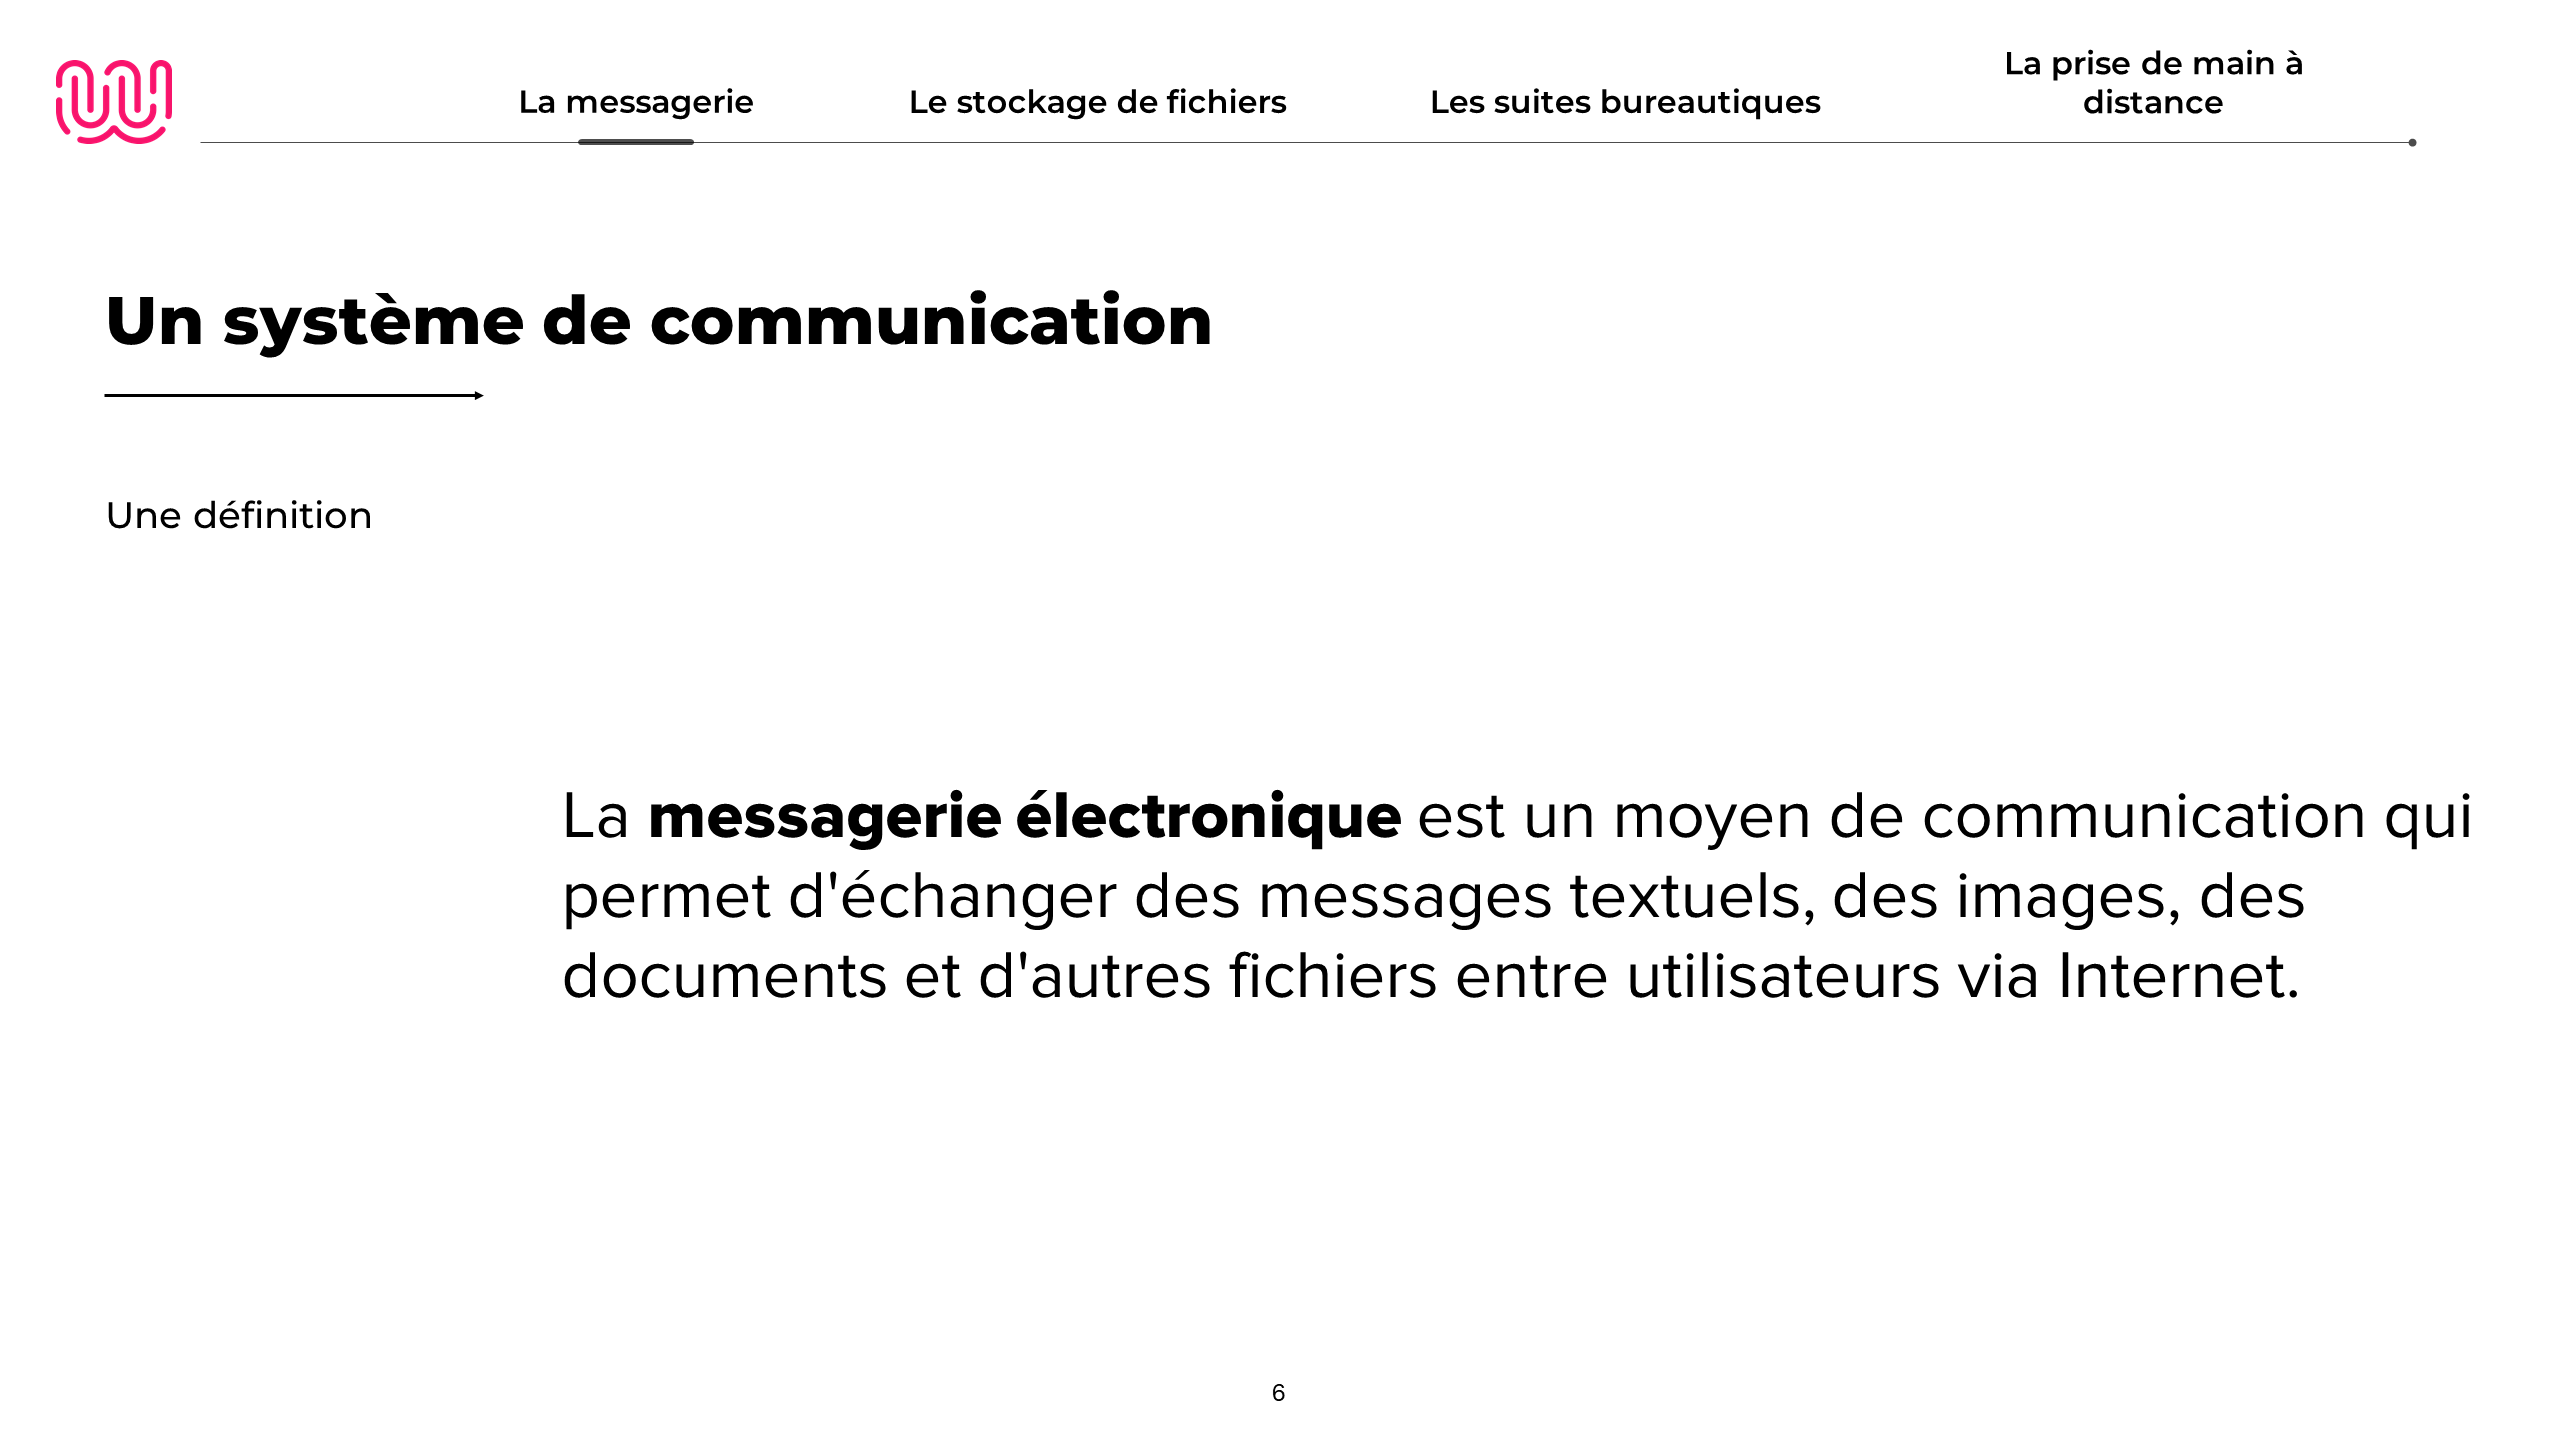 La messagerie
Le stockage de fichiers
Les suites bureautiques
La prise de main à
distance
Un système de communication
Une définition
La messagerie électronique est un moyen de communication qui
permet d'échanger des messages textuels, des images, des
documents et d'autres fichiers entre utilisateurs via Internet.
6